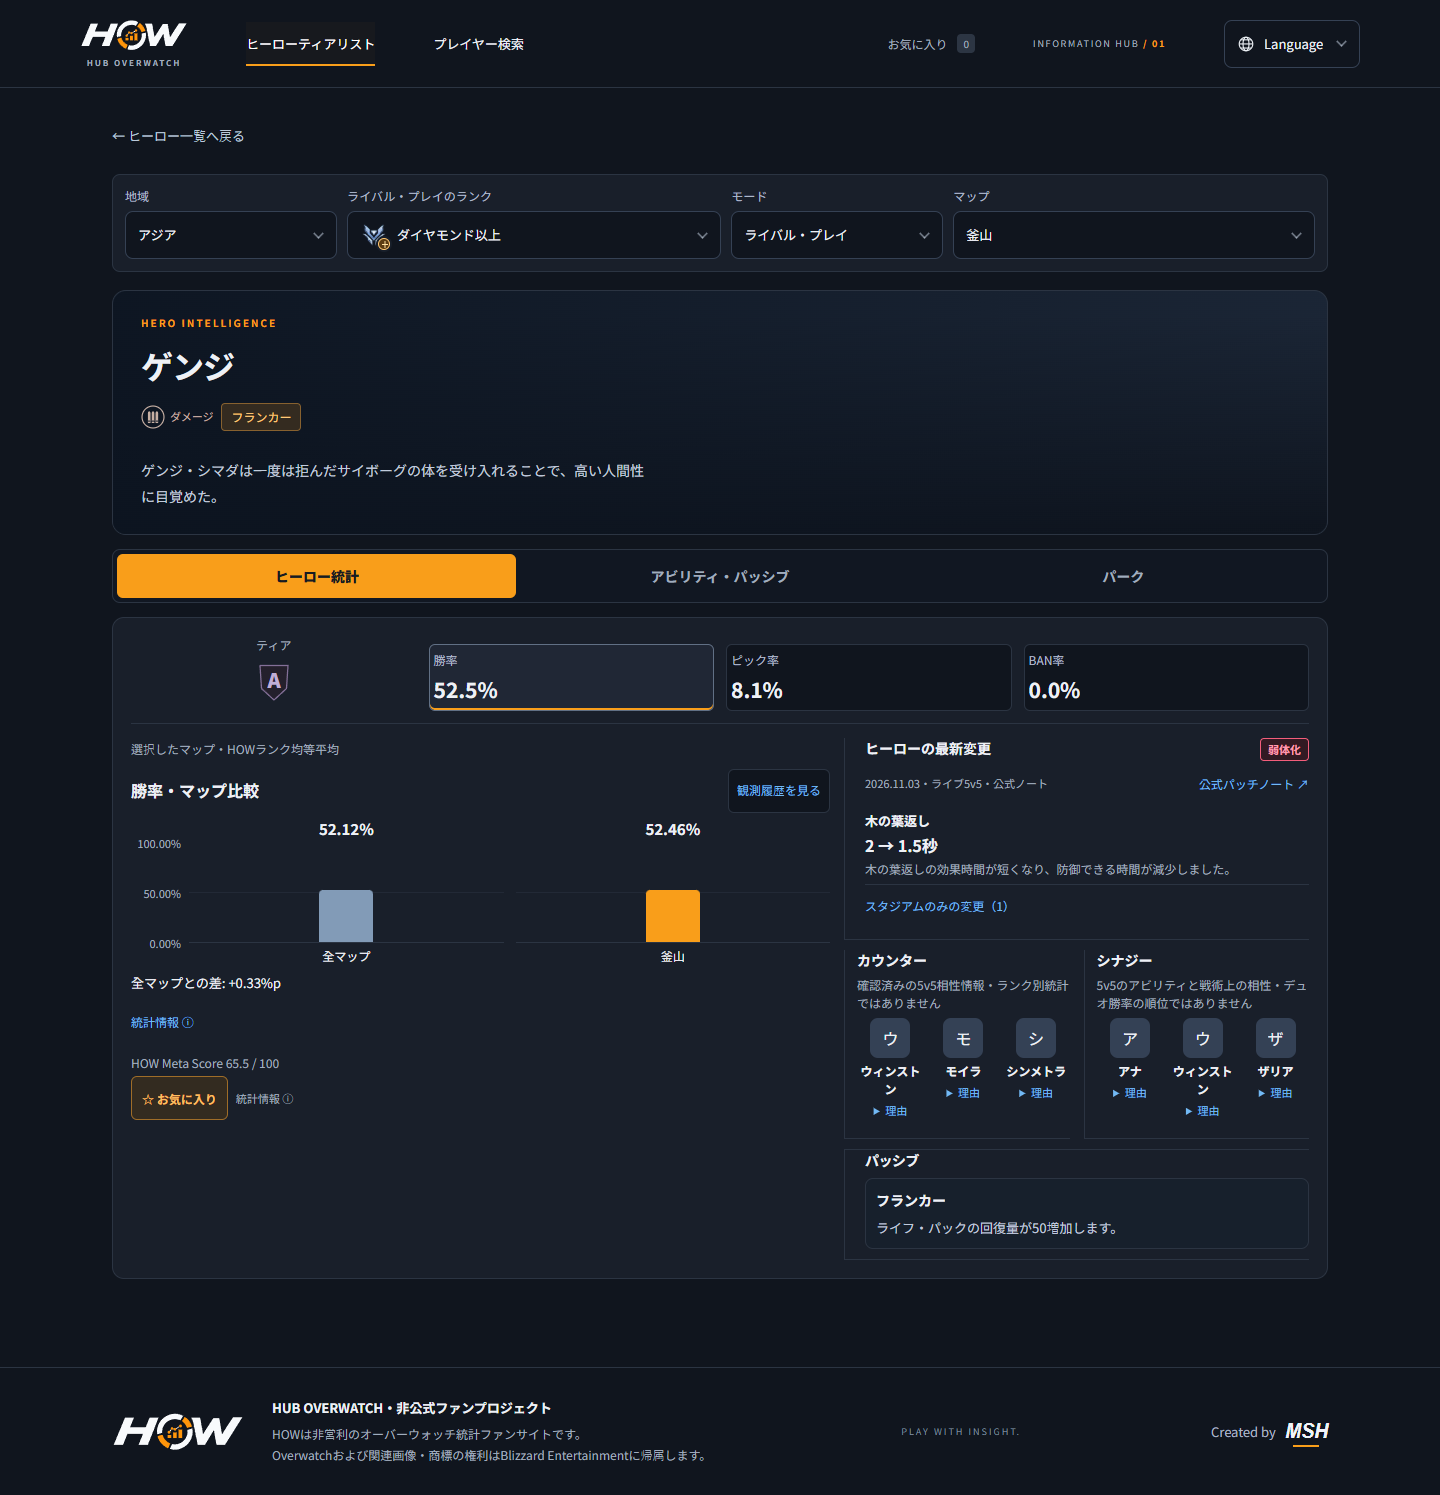 HOW
HUB OVERWATCH
ヒーローティアリスト
プレイヤー検索
お気に入り 0
INFORMATION HUB / 01
Language
← ヒーロー一覧へ戻る
地域
アジア
ライバル・プレイのランク
ダイヤモンド以上
モード
ライバル・プレイ
マップ
釜山
HERO INTELLIGENCE
ゲンジ
ダメージ フランカー
ゲンジ・シマダは一度は拒んだサイボーグの体を受け入れることで、高い人間性
に目覚めた。
ヒーロー統計
アビリティ・パッシブ
パーク
ティア
A
勝率
52.5%
ピック率
8.1%
BAN率
0.0%
選択したマップ・HOWランク均等平均
勝率・マップ比較
観測履歴を見る
52.12%
52.46%
100.00%
50.00%
0.00%
全マップ
釜山
全マップとの差: +0.33%p
統計情報 ⓘ
HOW Meta Score 65.5 / 100
☆ お気に入り
統計情報 ⓘ
ヒーローの最新変更
弱体化
2026.11.03・ライブ5v5・公式ノート
公式パッチノート ↗
木の葉返し
2 → 1.5秒
木の葉返しの効果時間が短くなり、防御できる時間が減少しました。
スタジアムのみの変更（1）
カウンター
確認済みの5v5相性情報・ランク別統計
ではありません
ウ
ウィンスト
ン
▶ 理由
モ
モイラ
▶ 理由
シ
シンメトラ
▶ 理由
シナジー
5v5のアビリティと戦術上の相性・デュ
オ勝率の順位ではありません
ア
アナ
▶ 理由
ウ
ウィンスト
ン
▶ 理由
ザ
ザリア
▶ 理由
パッシブ
フランカー
ライフ・パックの回復量が50増加します。
HOW
HUB OVERWATCH・非公式ファンプロジェクト
HOWは非営利のオーバーウォッチ統計ファンサイトです。
Overwatchおよび関連画像・商標の権利はBlizzard Entertainmentに帰属します。
PLAY WITH INSIGHT.
Created by MSH